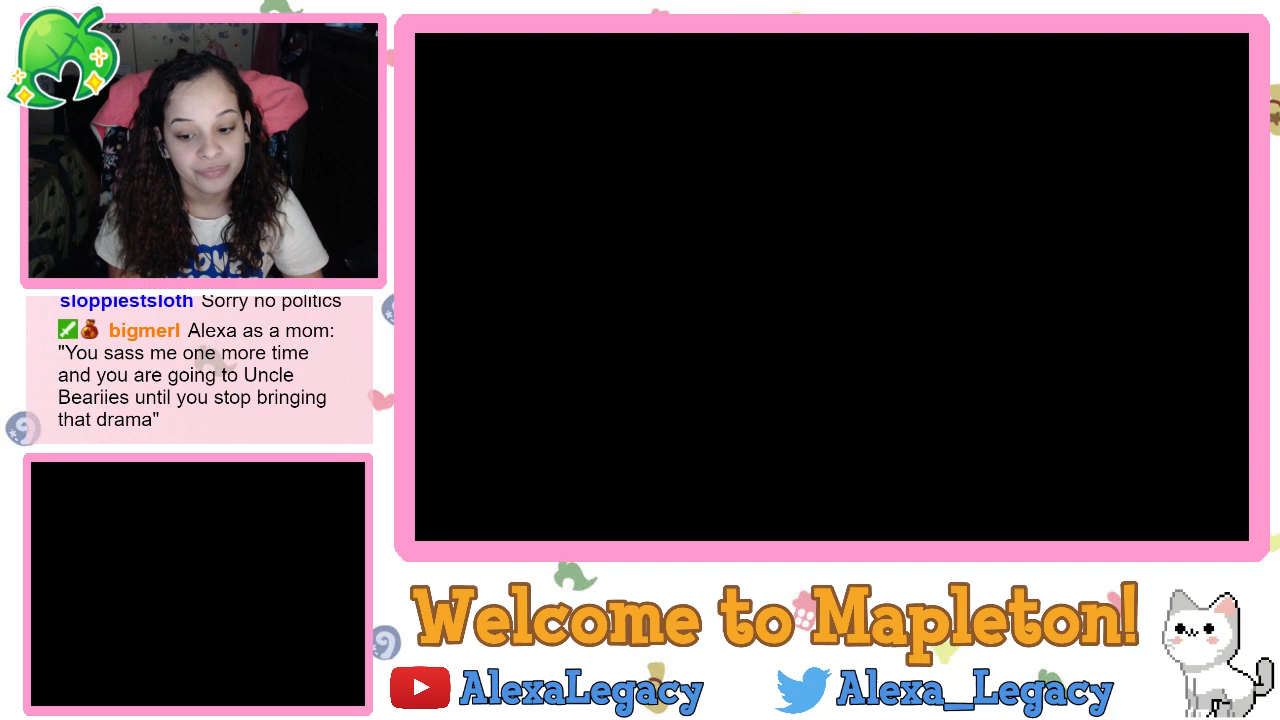 sloppiestsloth Sorry no politics
bigmerl Alexa as a mom:
"You sass me one more time
and you are going to Uncle
Beariies until you stop bringing
that drama"
Welcome to Mapleton!
AlexaLegacy
Alexa__Legacy